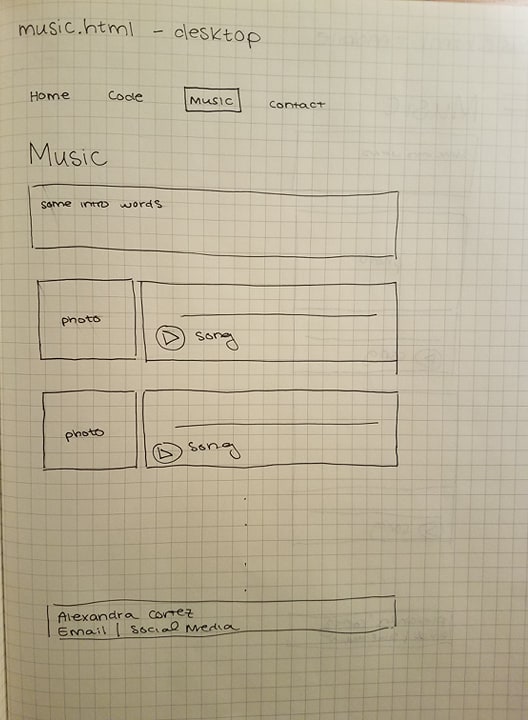 music.html - desktop
Home Code Music Contact
Music
some intro words
photo
song
photo
song
Alexandra Cortez
Email | Social Media